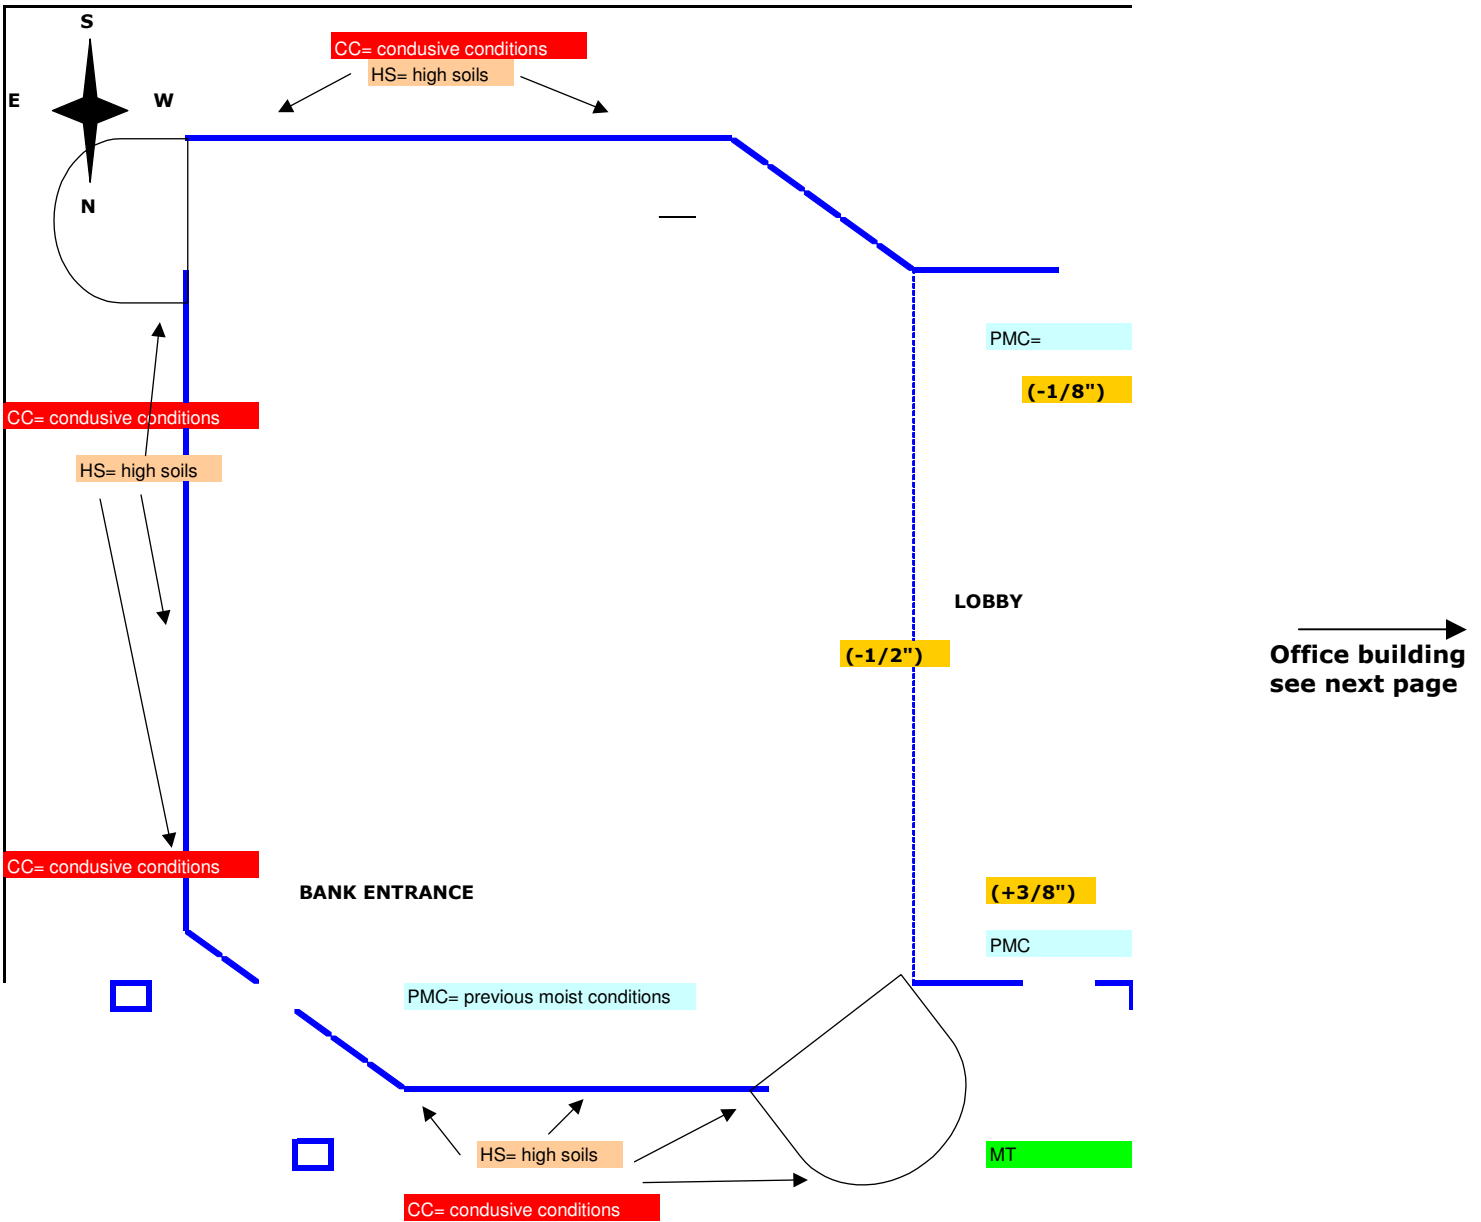 S
CC= condusive conditions
HS= high soils
E
W
N
PMC=
(-1/8")
CC= condusive conditions
HS= high soils
LOBBY
(-1/2")
Office building
see next page
CC= condusive conditions
BANK ENTRANCE
(+3/8")
PMC
PMC= previous moist conditions
HS= high soils
MT
CC= condusive conditions